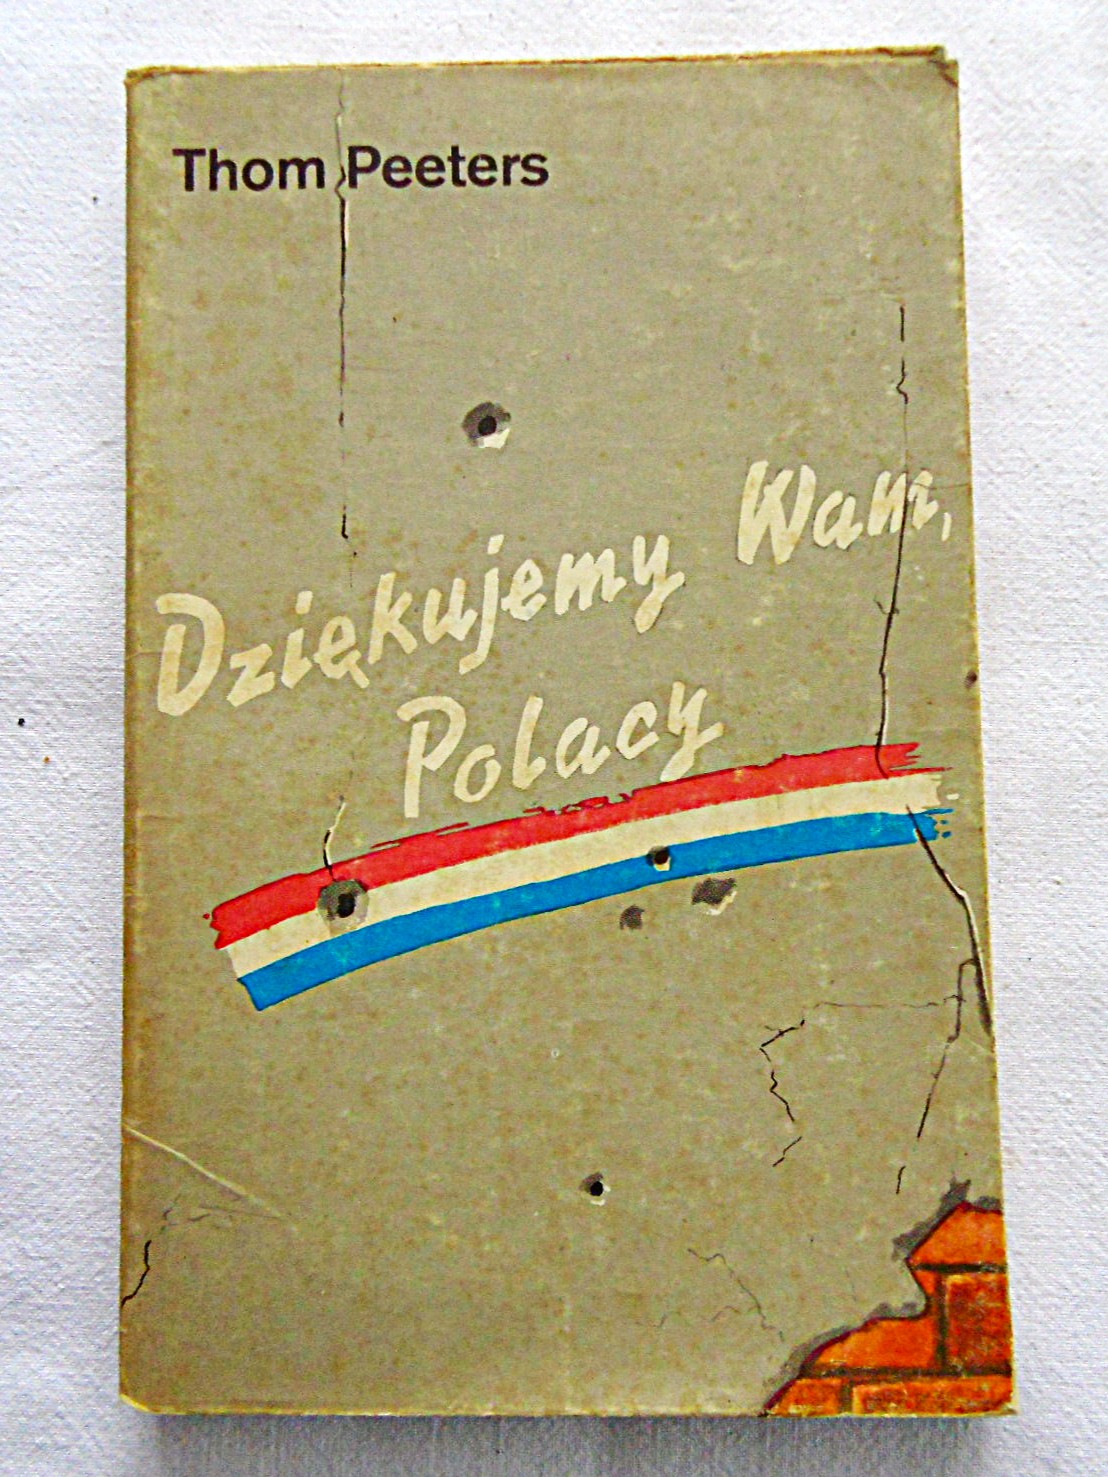 Thom Peeters
Dziękujemy Wam,
Polacy